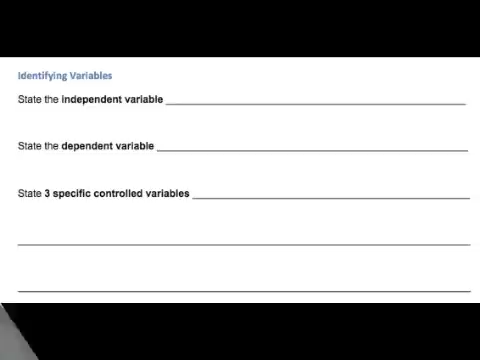 Identifying Variables
State the independent variable
State the dependent variable
State 3 specific controlled variables